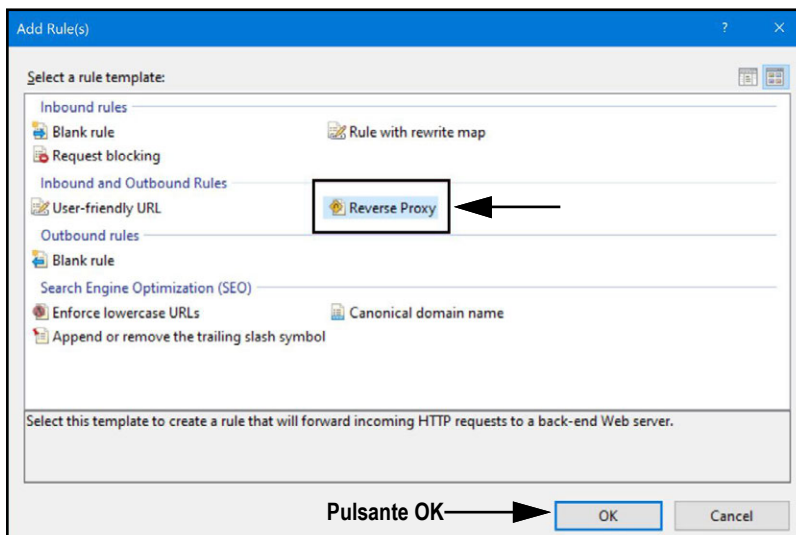 Add Rule(s)
Select a rule template:
Inbound rules
Blank rule
Rule with rewrite map
Request blocking
Inbound and Outbound Rules
User-friendly URL
Reverse Proxy
Outbound rules
Blank rule
Search Engine Optimization (SEO)
Enforce lowercase URLs
Canonical domain name
Append or remove the trailing slash symbol
Select this template to create a rule that will forward incoming HTTP requests to a back-end Web server.
Pulsante OK
OK
Cancel